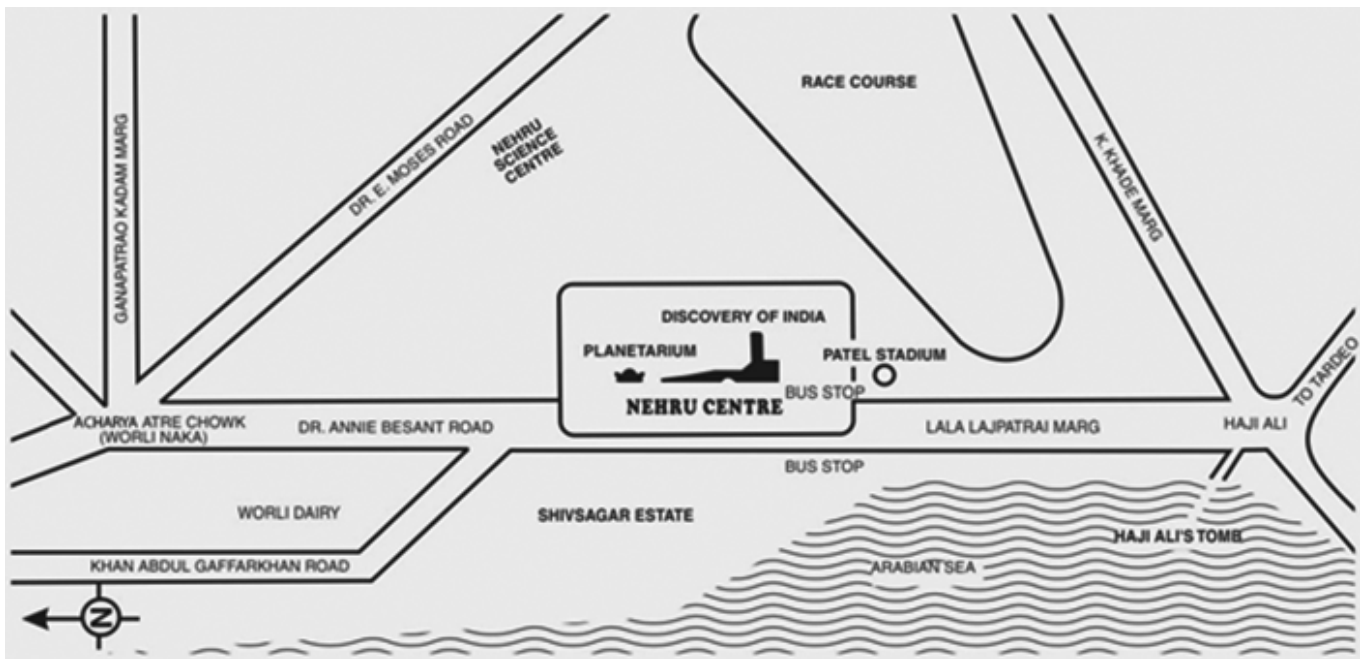 RACE COURSE
GANAPATRAO KADAM MARG
DR. E. MOSES ROAD
NEHRU
SCIENCE
CENTRE
K. KHADE MARG
DISCOVERY OF INDIA
PLANETARIUM
PATEL STADIUM
BUS STOP
NEHRU CENTRE
TO TARDEO
ACHARYA ATRE CHOWK
(WORLI NAKA)
DR. ANNIE BESANT ROAD
LALA LAJPATRAI MARG
HAJI ALI
BUS STOP
WORLI DAIRY
SHIVSAGAR ESTATE
HAJI ALI'S TOMB
KHAN ABDUL GAFFARKHAN ROAD
ARABIAN SEA
N